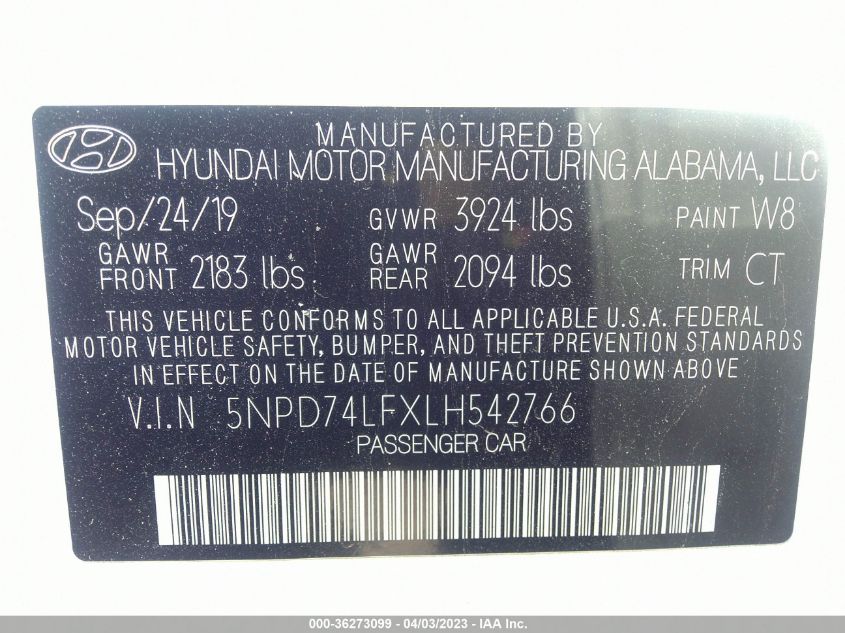 MANUFACTURED BY
HYUNDAI MOTOR MANUFACTURING ALABAMA, LLC
Sep/24/19 GVWR 3924 lbs PAINT W8
GAWR FRONT 2183 lbs GAWR REAR 2094 lbs TRIM CT
THIS VEHICLE CONFORMS TO ALL APPLICABLE U.S.A. FEDERAL
MOTOR VEHICLE SAFETY, BUMPER, AND THEFT PREVENTION STANDARDS
IN EFFECT ON THE DATE OF MANUFACTURE SHOWN ABOVE
V.I.N 5NPD74LFXLH542766
PASSENGER CAR
000-36273099 - 04/03/2023 - IAA Inc.